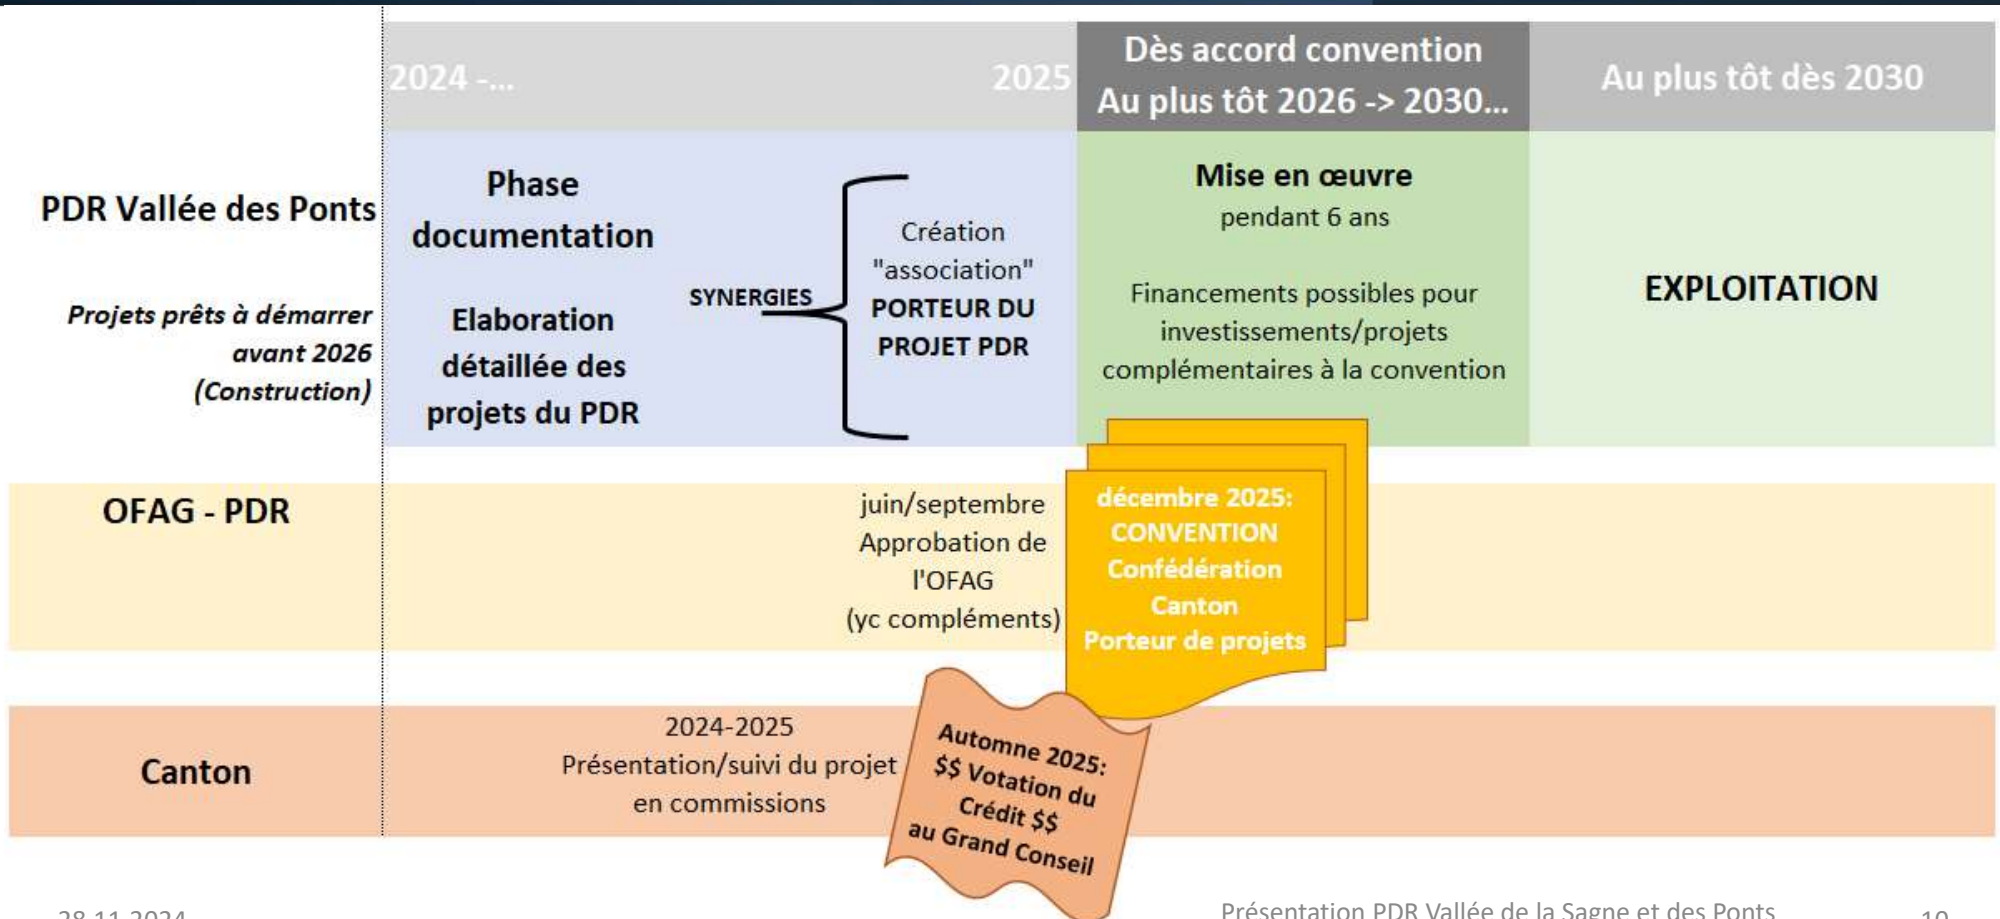 2024 -...
2025
Dès accord convention
Au plus tôt 2026 -> 2030...
Au plus tôt dès 2030
PDR Vallée des Ponts
Projets prêts à démarrer
avant 2026
(Construction)
Phase
documentation
Elaboration
détaillée des
projets du PDR
SYNERGIES
Création
"association"
PORTEUR DU
PROJET PDR
Mise en œuvre
pendant 6 ans
Financements possibles pour
investissements/projets
complémentaires à la convention
EXPLOITATION
OFAG - PDR
juin/septembre
Approbation de
l'OFAG
(yc compléments)
décembre 2025:
CONVENTION
Confédération
Canton
Porteur de projets
Canton
2024-2025
Présentation/suivi du projet
en commissions
Automne 2025:
$$ Votation du
Crédit $$
au Grand Conseil
28.11.2024
Présentation PDR Vallée de la Sagne et des Ponts
10